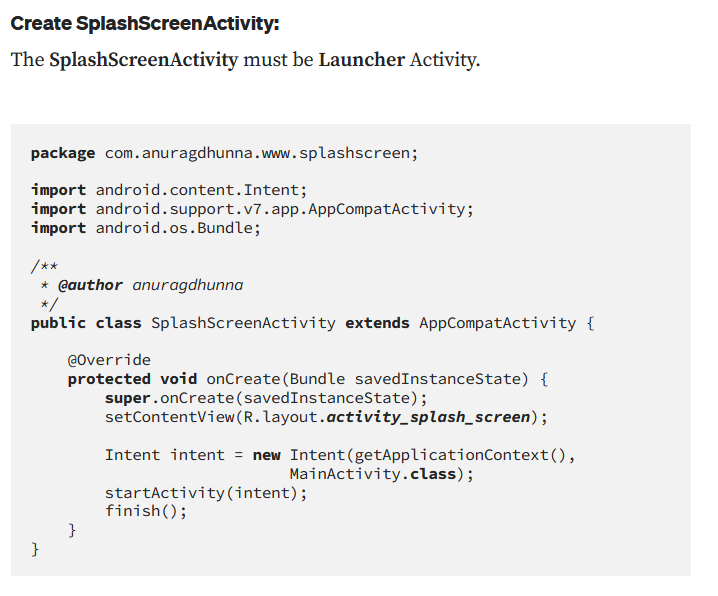 Create SplashScreenActivity:
The SplashScreenActivity must be Launcher Activity.
package com.anuragdhunna.www.splashscreen;
import android.content.Intent;
import android.support.v7.app.AppCompatActivity;
import android.os.Bundle;
/**
 * @author anuragdhunna
 */
public class SplashScreenActivity extends AppCompatActivity {
    @Override
    protected void onCreate(Bundle savedInstanceState) {
        super.onCreate(savedInstanceState);
        setContentView(R.layout.activity_splash_screen);
        Intent intent = new Intent(getApplicationContext(),
                            MainActivity.class);
        startActivity(intent);
        finish();
    }
}